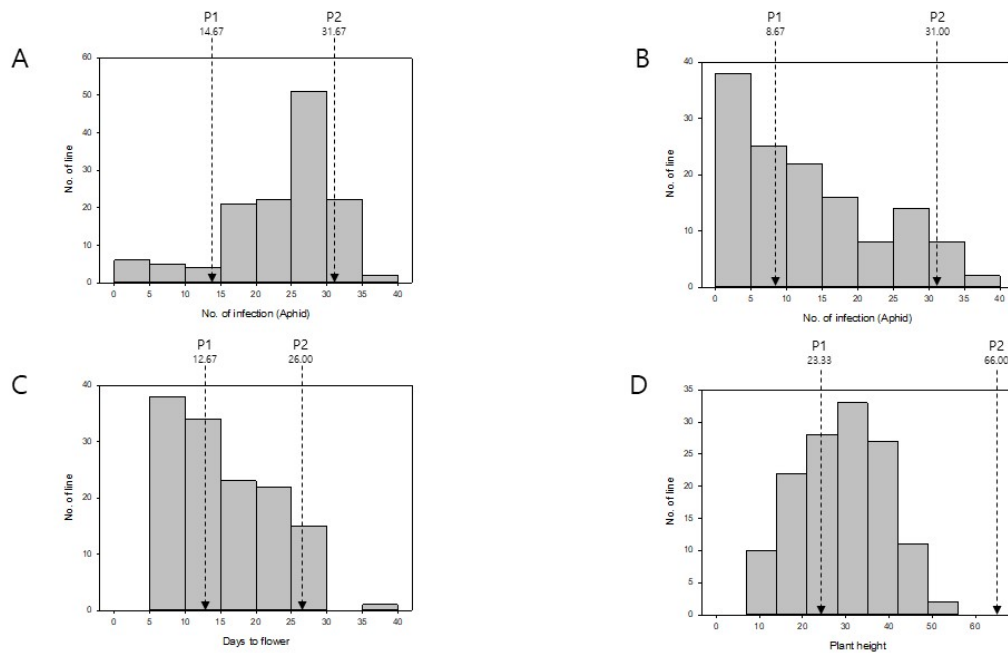 A
P1
14.67
P2
31.67
No. of line
60
50
40
30
20
10
0
0 5 10 15 20 25 30 35 40
No. of infection (Aphid)
B
P1
8.67
P2
31.00
No. of line
40
30
20
10
0
0 5 10 15 20 25 30 35 40
No. of infection (Aphid)
C
P1
12.67
P2
26.00
No. of line
40
30
20
10
0
0 5 10 15 20 25 30 35 40
Days to flower
D
P1
23.33
P2
66.00
No. of line
35
30
25
20
15
10
5
0
0 10 20 30 40 50 60
Plant height